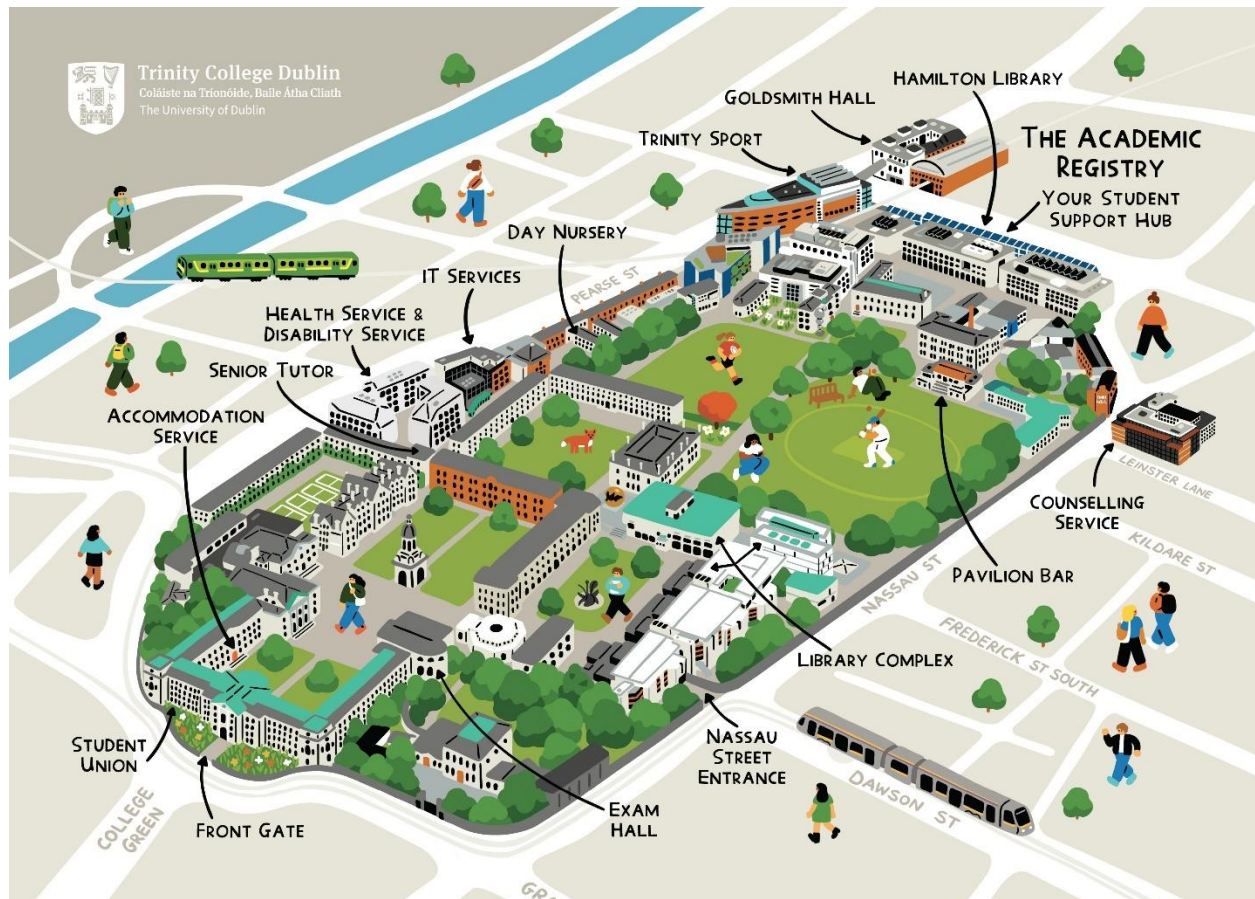 Trinity College Dublin
Coláiste na Tríonóide, Baile Átha Cliath
The University of Dublin
HAMILTON LIBRARY
GOLDSMITH HALL
THE ACADEMIC
REGISTRY
YOUR STUDENT
SUPPORT HUB
TRINITY SPORT
DAY NURSERY
IT SERVICES
PEARSE ST
HEALTH SERVICE &
DISABILITY SERVICE
SENIOR TUTOR
ACCOMMODATION
SERVICE
LEINSTER LANE
COUNSELLING
SERVICE
KILDARE ST
PAVILION BAR
NASSAU ST
FREDERICK ST SOUTH
LIBRARY COMPLEX
NASSAU
STREET
ENTRANCE
DAWSON ST
STUDENT
UNION
COLLEGE
GREEN
FRONT GATE
EXAM
HALL